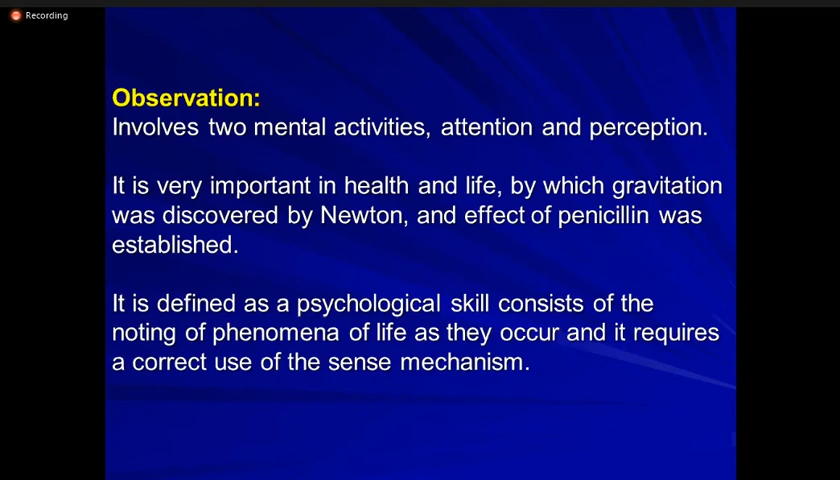 Recording
Observation:
Involves two mental activities, attention and perception.
It is very important in health and life, by which gravitation
was discovered by Newton, and effect of penicillin was
established.
It is defined as a psychological skill consists of the
noting of phenomena of life as they occur and it requires
a correct use of the sense mechanism.